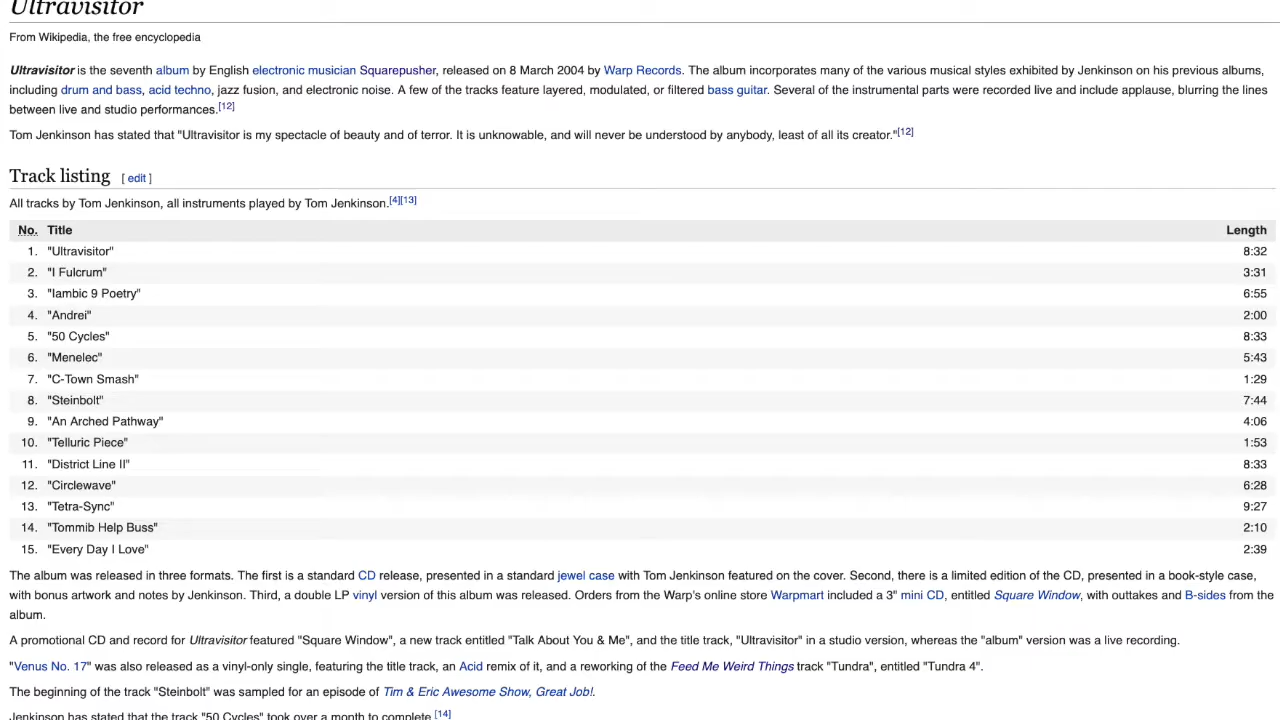 Ultravisitor
From Wikipedia, the free encyclopedia
Ultravisitor is the seventh album by English electronic musician Squarepusher, released on 8 March 2004 by Warp Records. The album incorporates many of the various musical styles exhibited by Jenkinson on his previous albums,
including drum and bass, acid techno, jazz fusion, and electronic noise. A few of the tracks feature layered, modulated, or filtered bass guitar. Several of the instrumental parts were recorded live and include applause, blurring the lines
between live and studio performances.[12]
Tom Jenkinson has stated that "Ultravisitor is my spectacle of beauty and of terror. It is unknowable, and will never be understood by anybody, least of all its creator."[12]
Track listing [ edit ]
All tracks by Tom Jenkinson, all instruments played by Tom Jenkinson.[4][13]
No. Title Length
1. "Ultravisitor" 8:32
2. "I Fulcrum" 3:31
3. "Iambic 9 Poetry" 6:55
4. "Andrei" 2:00
5. "50 Cycles" 8:33
6. "Menelec" 5:43
7. "C-Town Smash" 1:29
8. "Steinbolt" 7:44
9. "An Arched Pathway" 4:06
10. "Telluric Piece" 1:53
11. "District Line II" 8:33
12. "Circlewave" 6:28
13. "Tetra-Sync" 9:27
14. "Tommib Help Buss" 2:10
15. "Every Day I Love" 2:39
The album was released in three formats. The first is a standard CD release, presented in a standard jewel case with Tom Jenkinson featured on the cover. Second, there is a limited edition of the CD, presented in a book-style case,
with bonus artwork and notes by Jenkinson. Third, a double LP vinyl version of this album was released. Orders from the Warp's online store Warpmart included a 3" mini CD, entitled Square Window, with outtakes and B-sides from the
album.
A promotional CD and record for Ultravisitor featured "Square Window", a new track entitled "Talk About You & Me", and the title track, "Ultravisitor" in a studio version, whereas the "album" version was a live recording.
"Venus No. 17" was also released as a vinyl-only single, featuring the title track, an Acid remix of it, and a reworking of the Feed Me Weird Things track "Tundra", entitled "Tundra 4".
The beginning of the track "Steinbolt" was sampled for an episode of Tim & Eric Awesome Show, Great Job!.
Jenkinson has stated that the track "50 Cycles" took over a month to complete.[14]